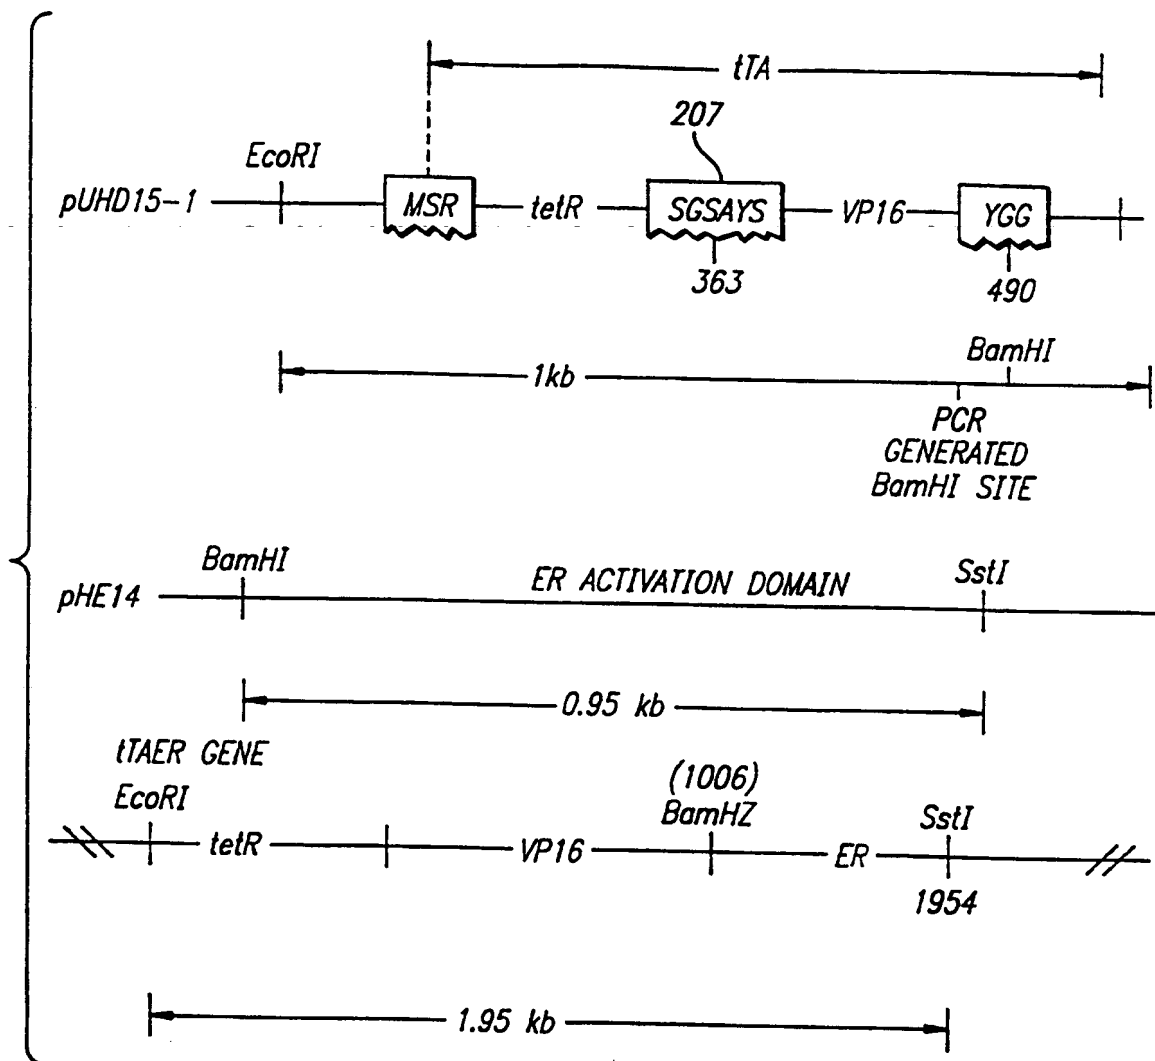 tTA
207
EcoRI
pUHD15-1 MSR tetR SGSAYS VP16 YGG
363 490
BamHI
1kb
PCR
GENERATED
BamHI SITE
BamHI ER ACTIVATION DOMAIN SstI
pHE14
0.95 kb
tTAER GENE
EcoRI (1006) BamHZ SstI
tetR VP16 ER
1954
1.95 kb